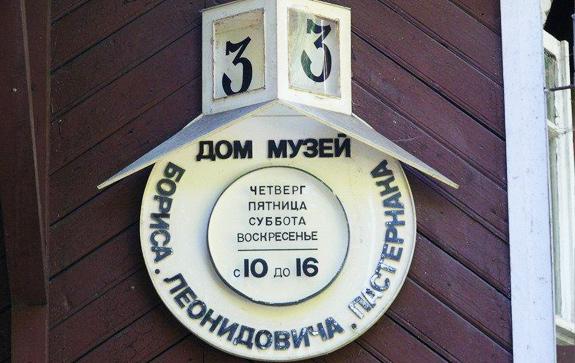 3 3
ДОМ МУЗЕЙ
БОРИСА . ЛЕОНИДОВИЧА . ПАСТЕРНАКА
ЧЕТВЕРГ
ПЯТНИЦА
СУББОТА
ВОСКРЕСЕНЬЕ
с 10 до 16